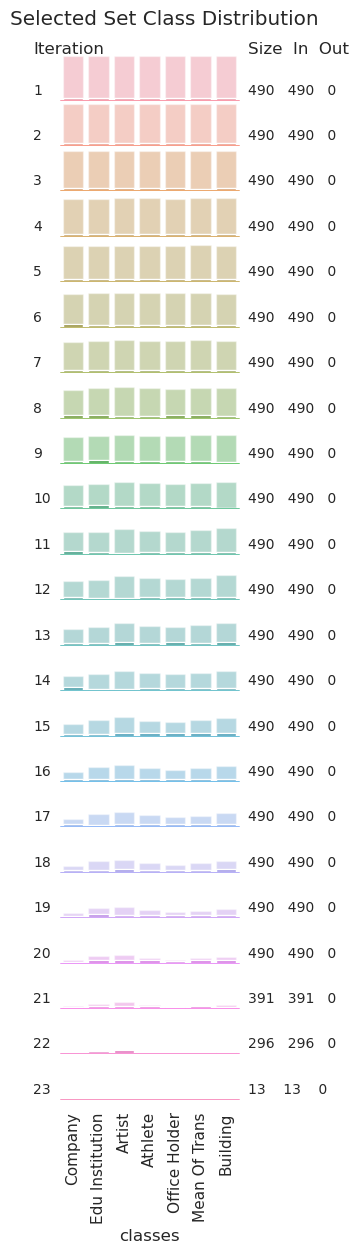 Selected Set Class Distribution
Iteration Size In Out
1 490 490 0
2 490 490 0
3 490 490 0
4 490 490 0
5 490 490 0
6 490 490 0
7 490 490 0
8 490 490 0
9 490 490 0
10 490 490 0
11 490 490 0
12 490 490 0
13 490 490 0
14 490 490 0
15 490 490 0
16 490 490 0
17 490 490 0
18 490 490 0
19 490 490 0
20 490 490 0
21 391 391 0
22 296 296 0
23 13 13 0
Company
Edu Institution
Artist
Athlete
Office Holder
Mean Of Trans
Building
classes